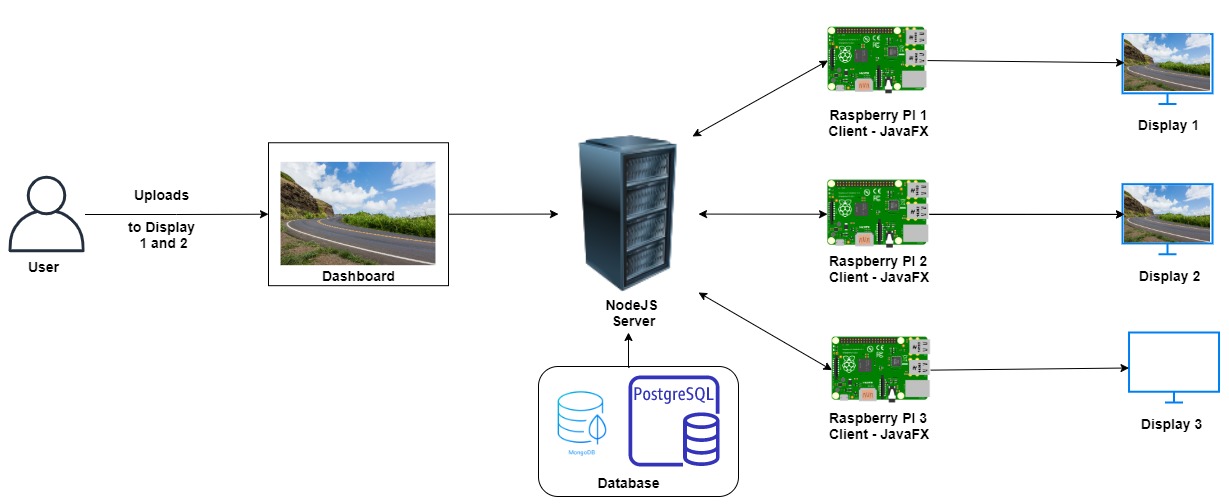 Uploads
to Display
1 and 2
User
Dashboard
NodeJS
Server
PostgreSQL
MongoDB
Database
Raspberry PI 1
Client - JavaFX
Display 1
Raspberry PI 2
Client - JavaFX
Display 2
Raspberry PI 3
Client - JavaFX
Display 3